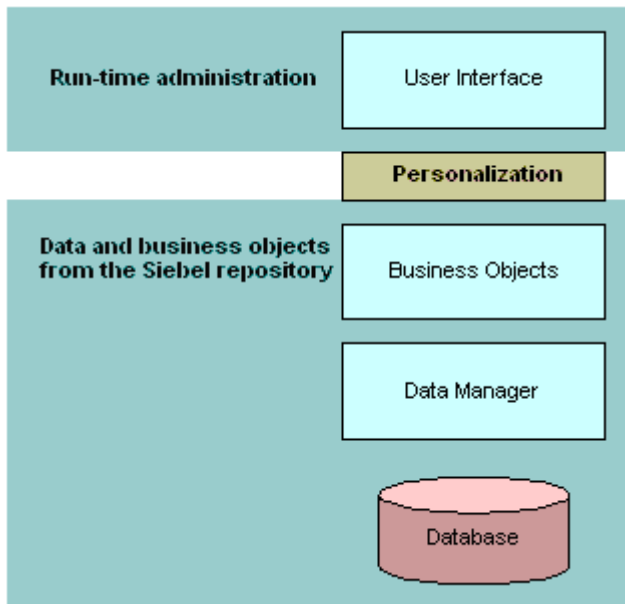 Run-time administration
User Interface
Personalization
Data and business objects
from the Siebel repository
Business Objects
Data Manager
Database